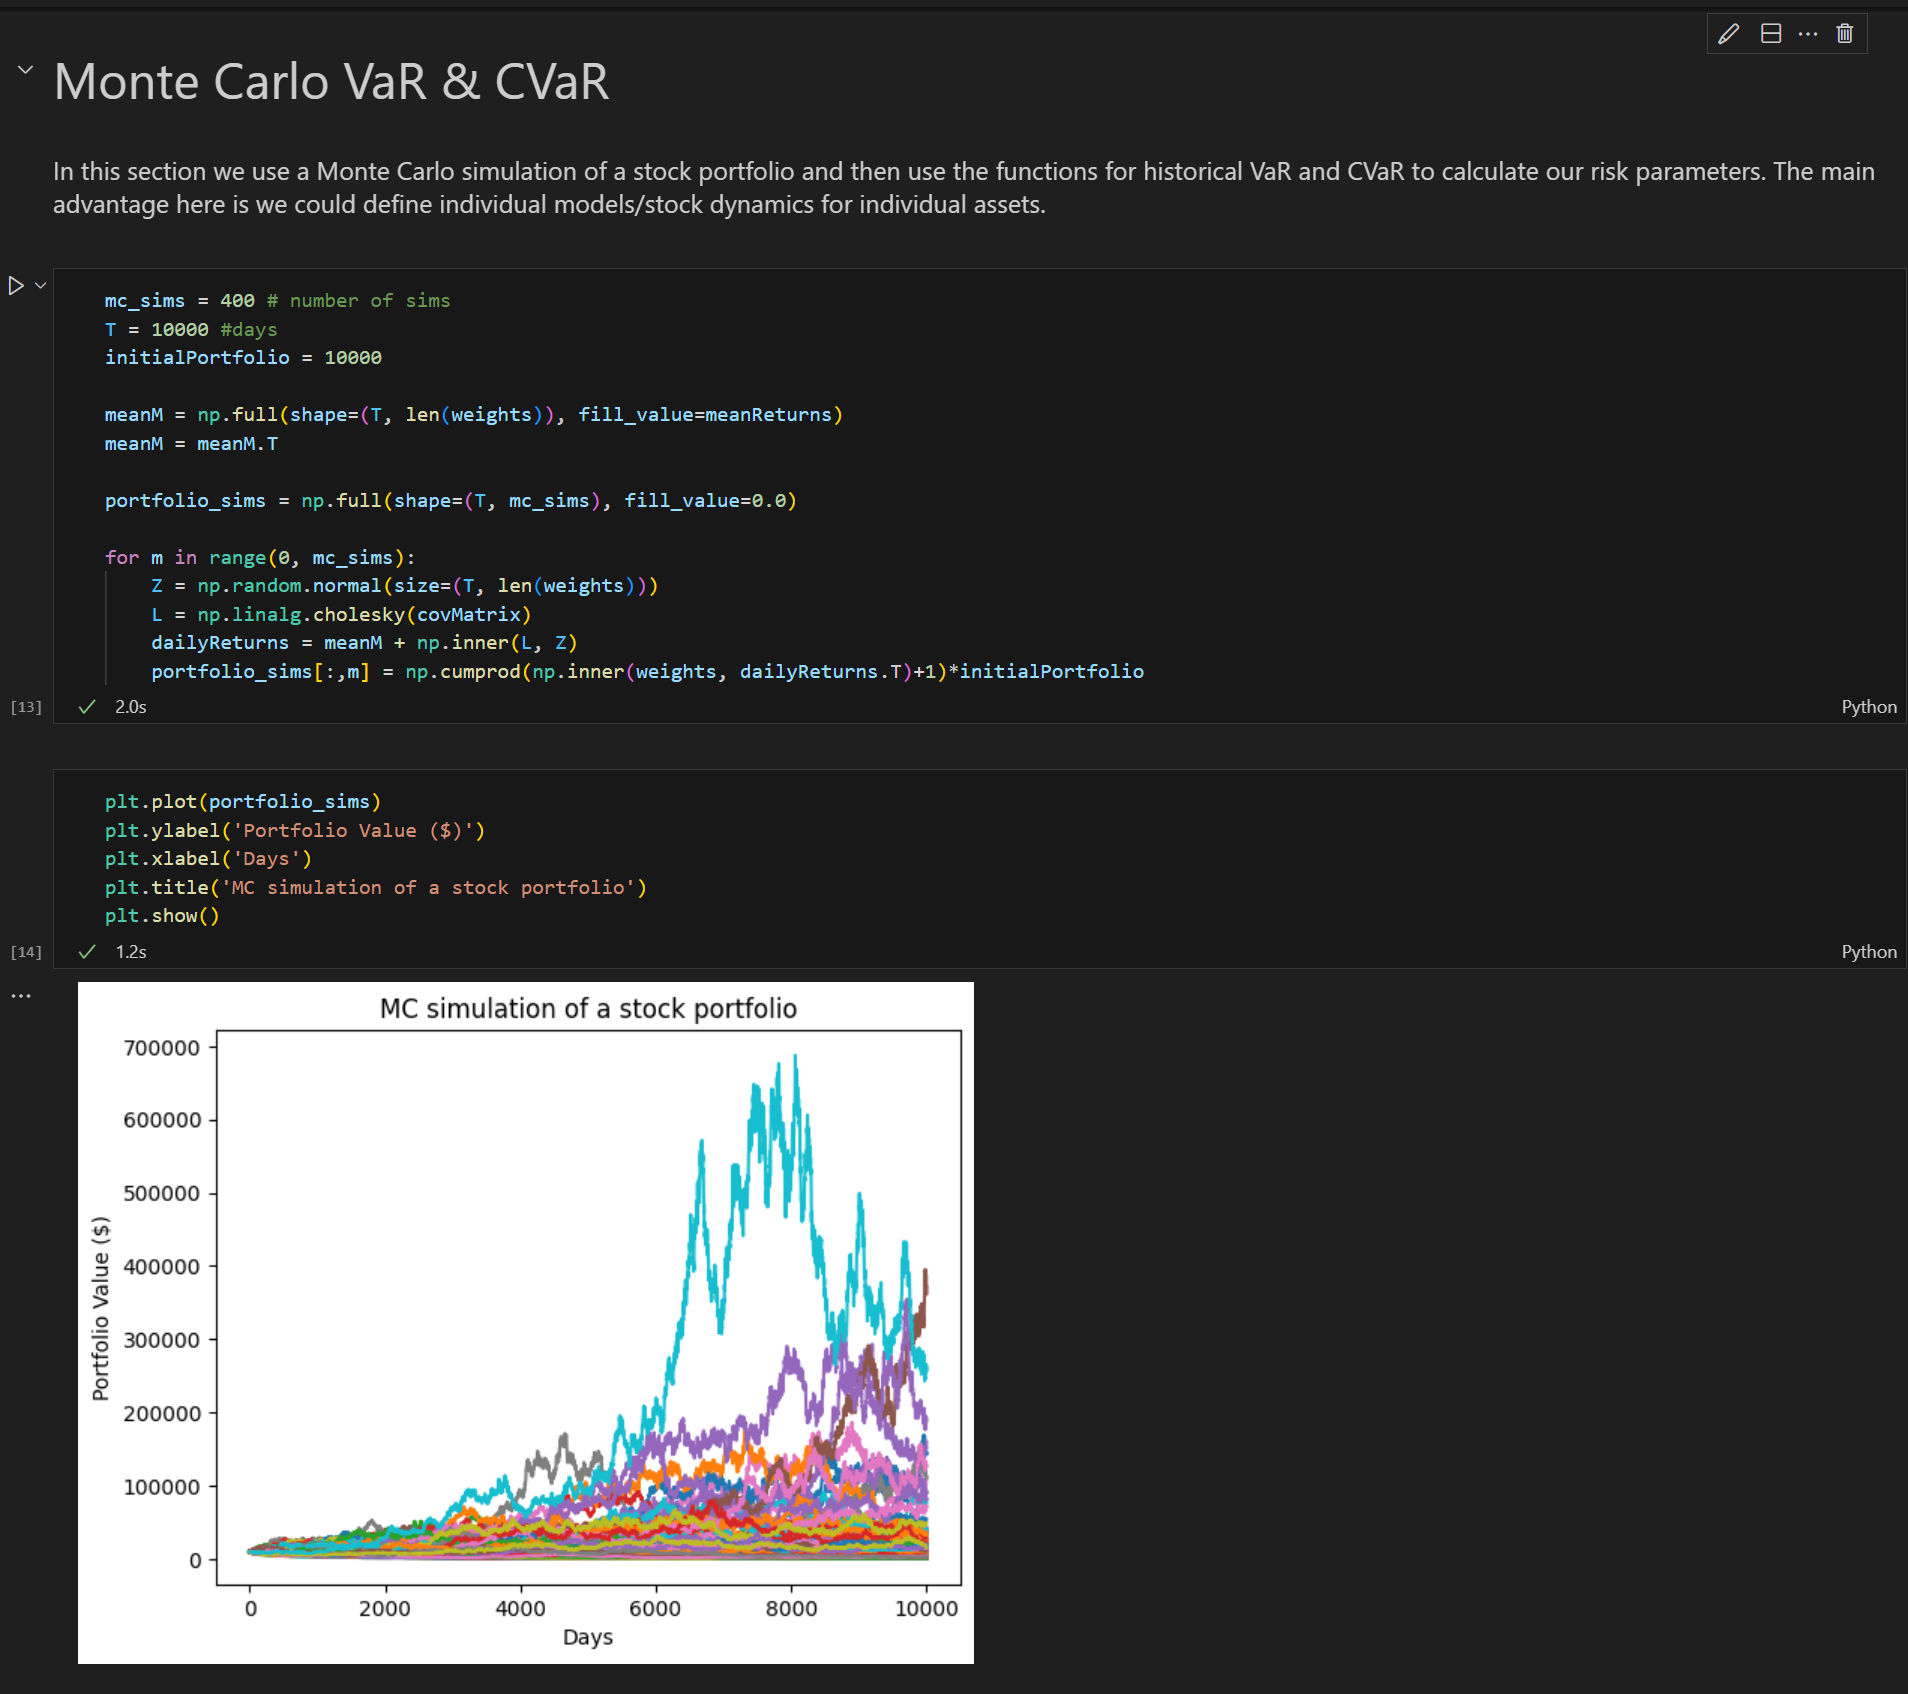 Monte Carlo VaR & CVaR
In this section we use a Monte Carlo simulation of a stock portfolio and then use the functions for historical VaR and CVaR to calculate our risk parameters. The main
advantage here is we could define individual models/stock dynamics for individual assets.
mc_sims = 400 # number of sims
T = 10000 #days
initialPortfolio = 10000
meanM = np.full(shape=(T, len(weights)), fill_value=meanReturns)
meanM = meanM.T
portfolio_sims = np.full(shape=(T, mc_sims), fill_value=0.0)
for m in range(0, mc_sims):
    Z = np.random.normal(size=(T, len(weights)))
    L = np.linalg.cholesky(covMatrix)
    dailyReturns = meanM + np.inner(L, Z)
    portfolio_sims[:,m] = np.cumprod(np.inner(weights, dailyReturns.T)+1)*initialPortfolio
[13] 2.0s Python
plt.plot(portfolio_sims)
plt.ylabel('Portfolio Value ($)')
plt.xlabel('Days')
plt.title('MC simulation of a stock portfolio')
plt.show()
[14] 1.2s Python
MC simulation of a stock portfolio
700000
600000
500000
400000
300000
200000
100000
0
Portfolio Value ($)
0 2000 4000 6000 8000 10000
Days